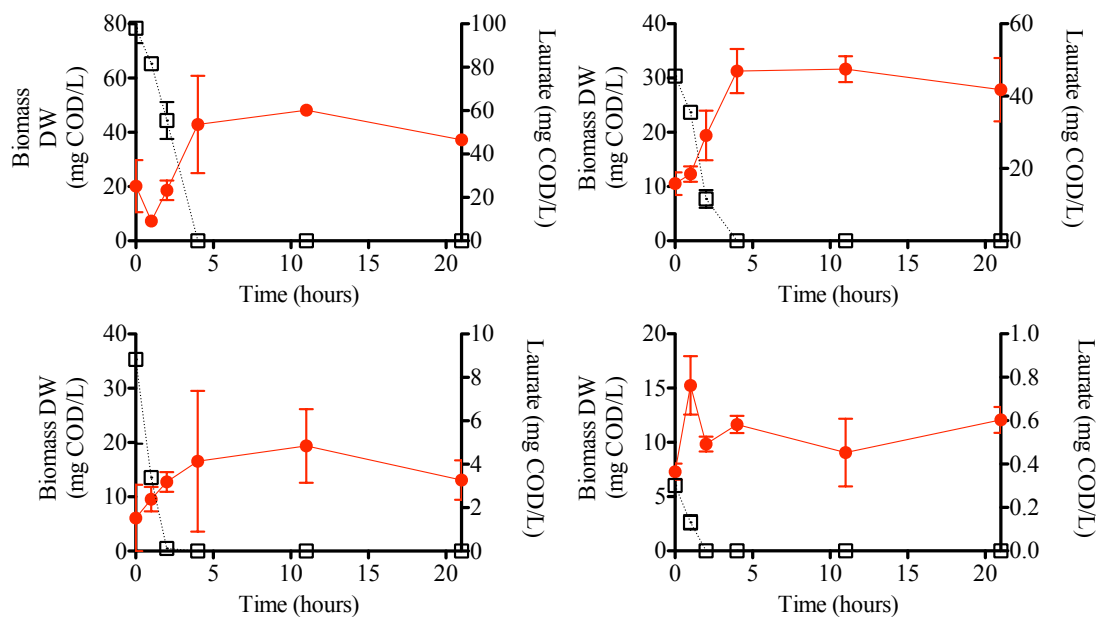 Biomass
DW
(mg COD/L)
80
60
40
20
0
100
80
60
40
20
0
Laurate (mg COD/L)
0 5 10 15 20
Time (hours)
Biomass DW
(mg COD/L)
40
30
20
10
0
60
40
20
0
Laurate (mg COD/L)
0 5 10 15 20
Time (hours)
Biomass DW
(mg COD/L)
40
30
20
10
0
10
8
6
4
2
0
Laurate (mg COD/L)
0 5 10 15 20
Time (hours)
Biomass DW
(mg COD/L)
20
15
10
5
0
1.0
0.8
0.6
0.4
0.2
0.0
Laurate (mg COD/L)
0 5 10 15 20
Time (hours)